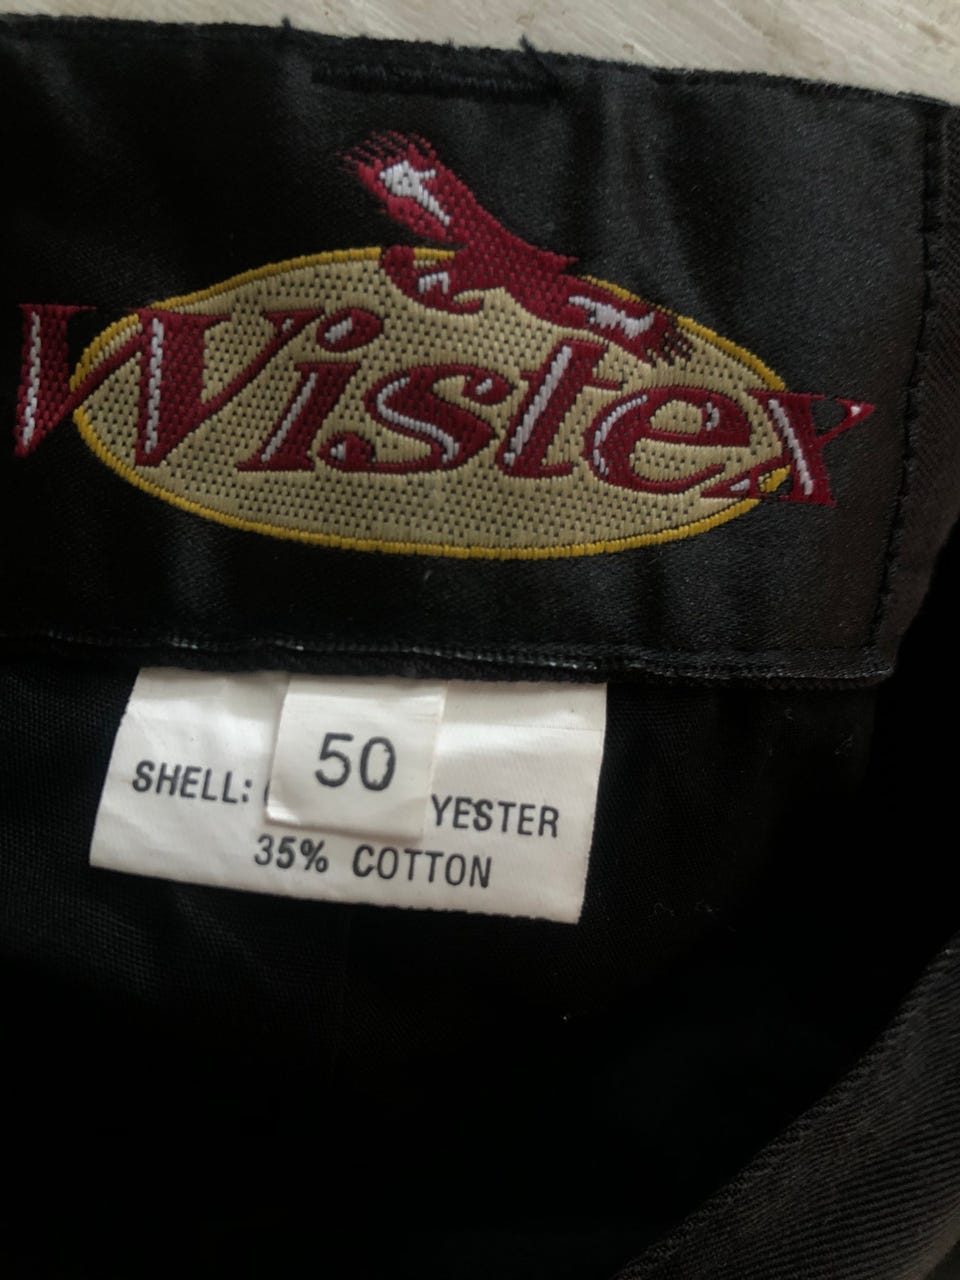 Wistex
50
SHELL: YESTER
35% COTTON